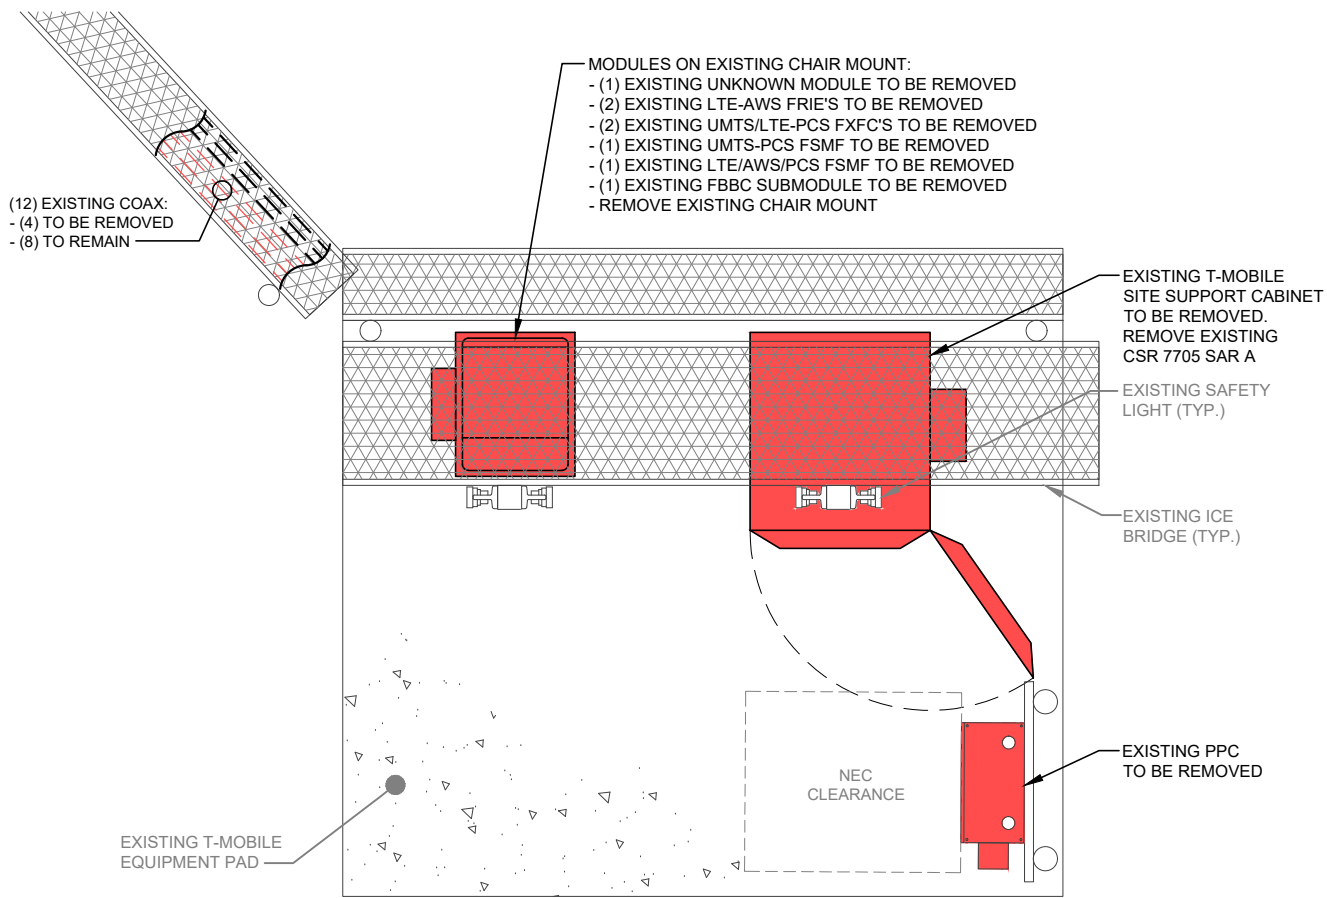 MODULES ON EXISTING CHAIR MOUNT:
- (1) EXISTING UNKNOWN MODULE TO BE REMOVED
- (2) EXISTING LTE-AWS FRIE'S TO BE REMOVED
- (2) EXISTING UMTS/LTE-PCS FXFC'S TO BE REMOVED
- (1) EXISTING UMTS-PCS FSMF TO BE REMOVED
- (1) EXISTING LTE/AWS/PCS FSMF TO BE REMOVED
- (1) EXISTING FBBC SUBMODULE TO BE REMOVED
- REMOVE EXISTING CHAIR MOUNT
(12) EXISTING COAX:
- (4) TO BE REMOVED
- (8) TO REMAIN
EXISTING T-MOBILE
SITE SUPPORT CABINET
TO BE REMOVED.
REMOVE EXISTING
CSR 7705 SAR A
EXISTING SAFETY
LIGHT (TYP.)
EXISTING ICE
BRIDGE (TYP.)
EXISTING PPC
TO BE REMOVED
NEC
CLEARANCE
EXISTING T-MOBILE
EQUIPMENT PAD